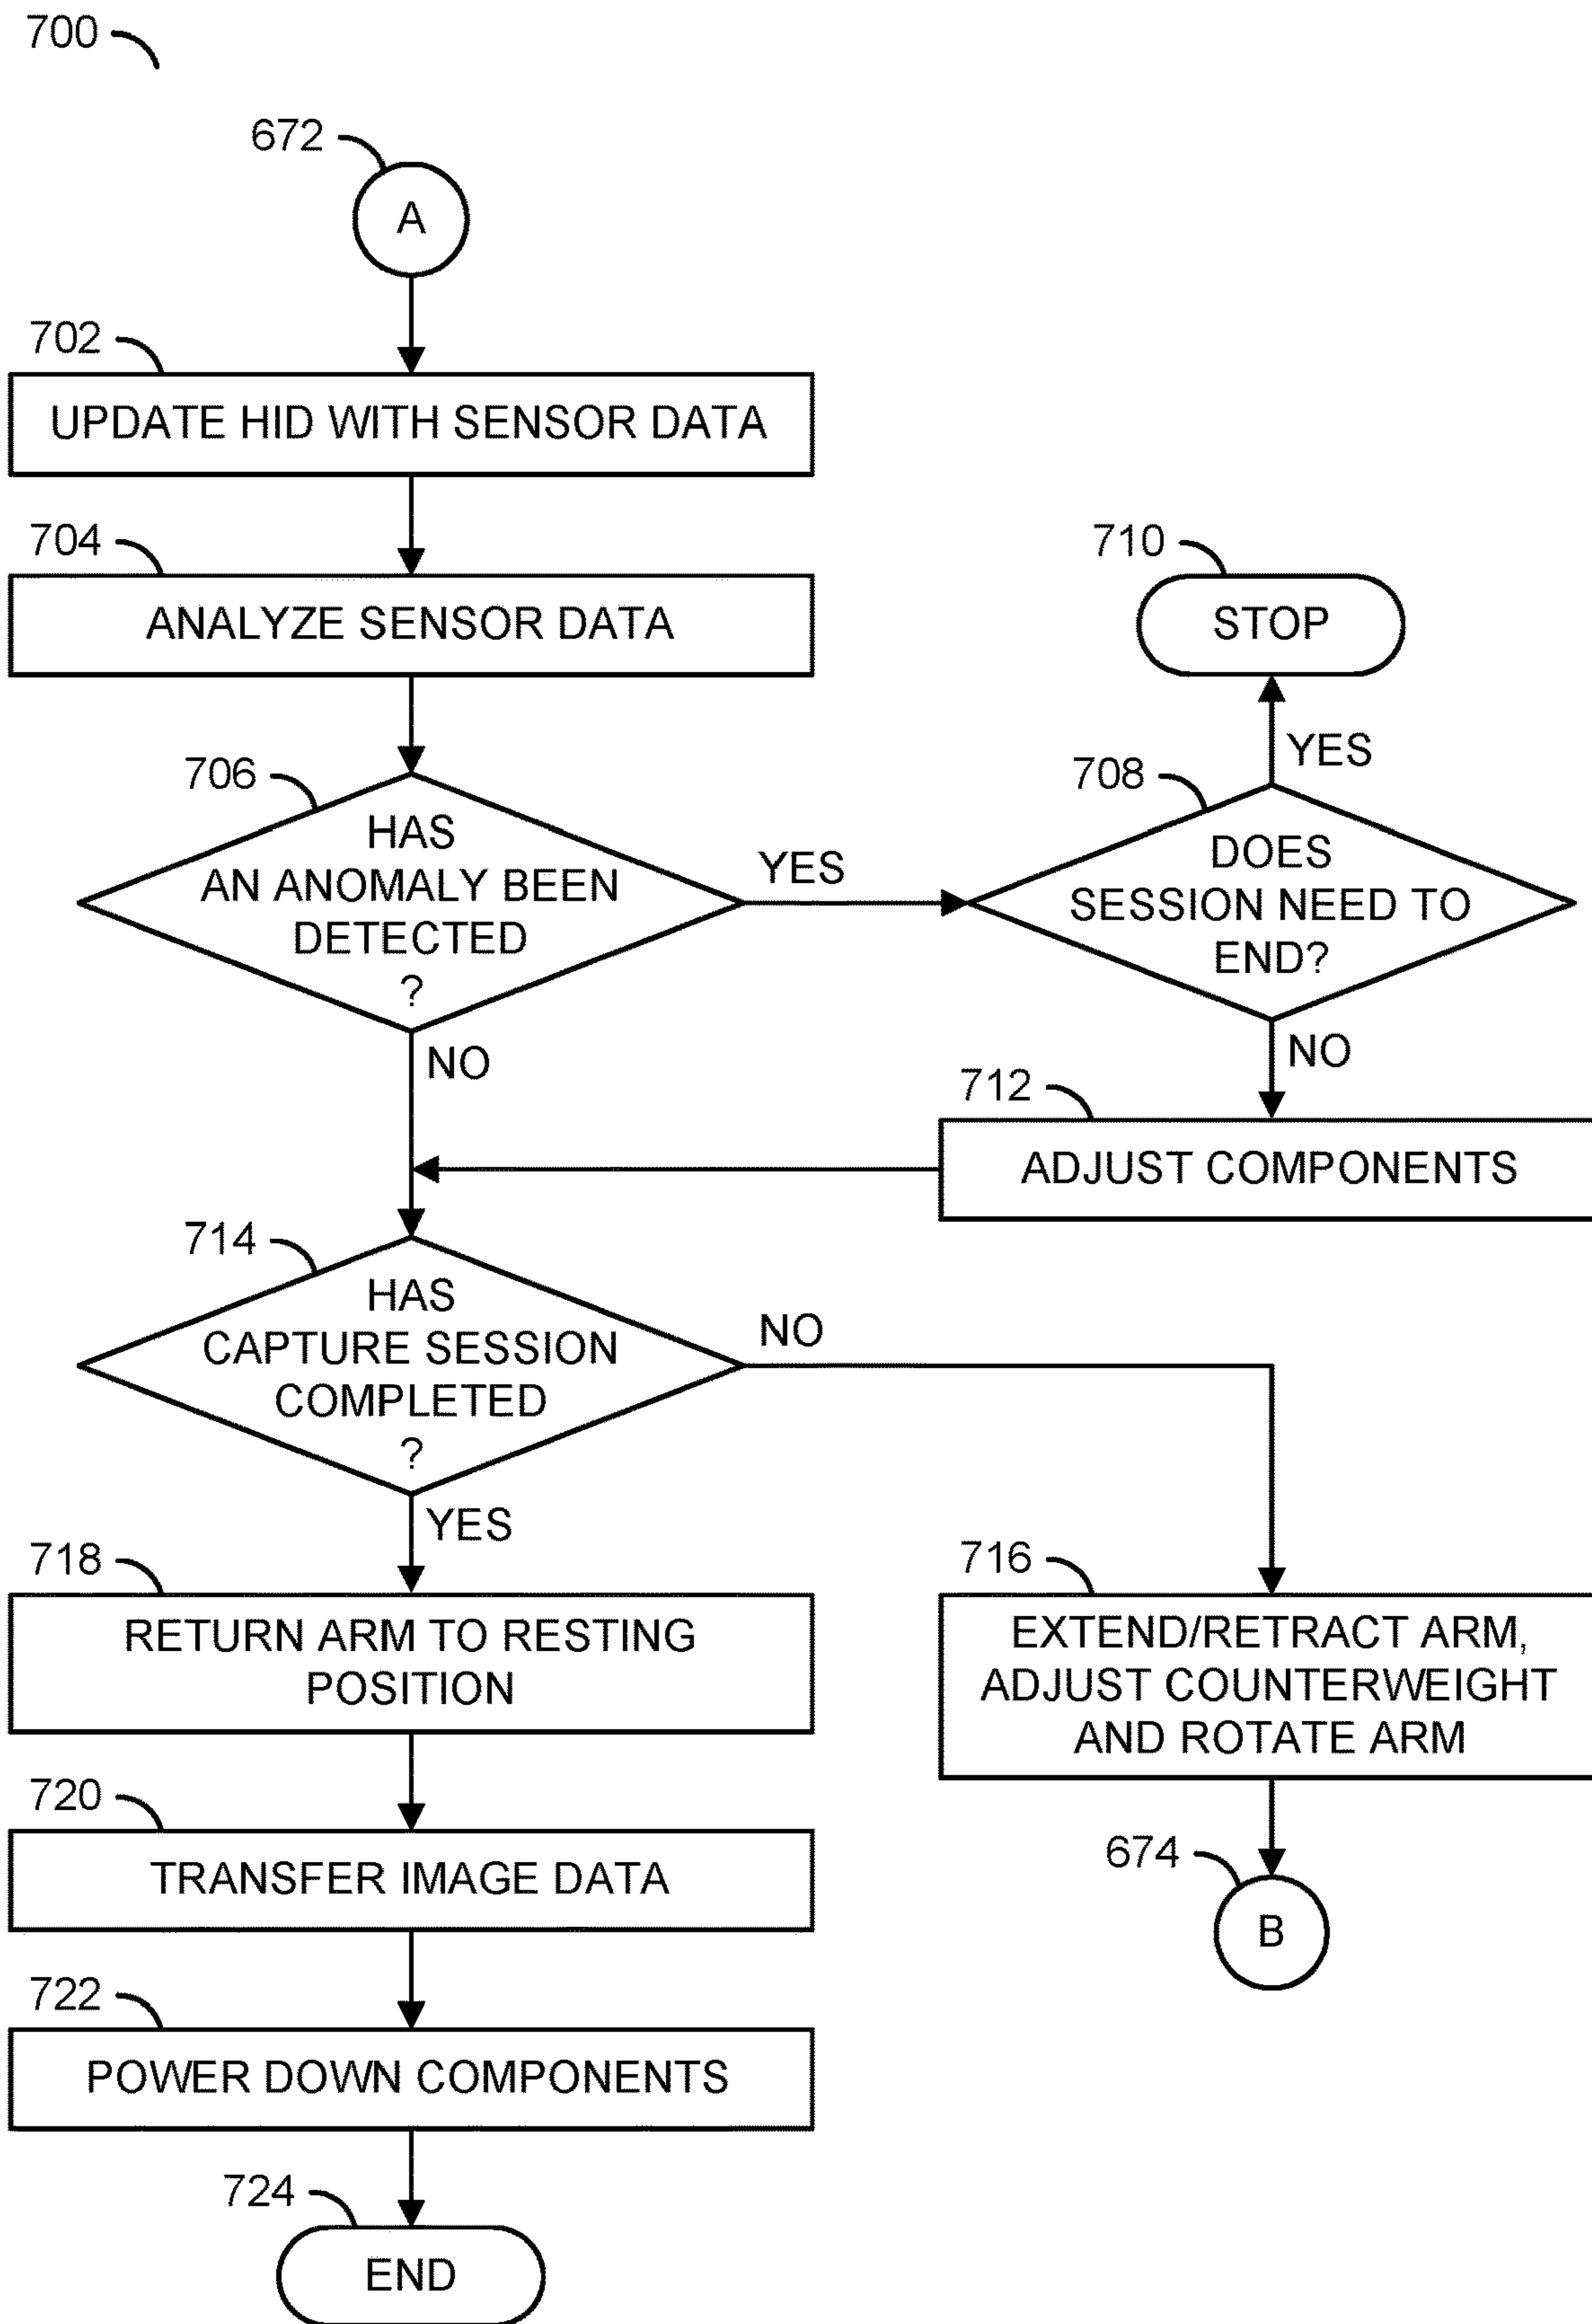 700
672
A
702
UPDATE HID WITH SENSOR DATA
704
ANALYZE SENSOR DATA
710
STOP
706
HAS
AN ANOMALY BEEN
DETECTED
?
YES
708
YES
DOES
SESSION NEED TO
END?
NO
NO
712
ADJUST COMPONENTS
714
HAS
CAPTURE SESSION
COMPLETED
?
NO
YES
718
RETURN ARM TO RESTING
POSITION
716
EXTEND/RETRACT ARM,
ADJUST COUNTERWEIGHT
AND ROTATE ARM
720
TRANSFER IMAGE DATA
674
B
722
POWER DOWN COMPONENTS
724
END